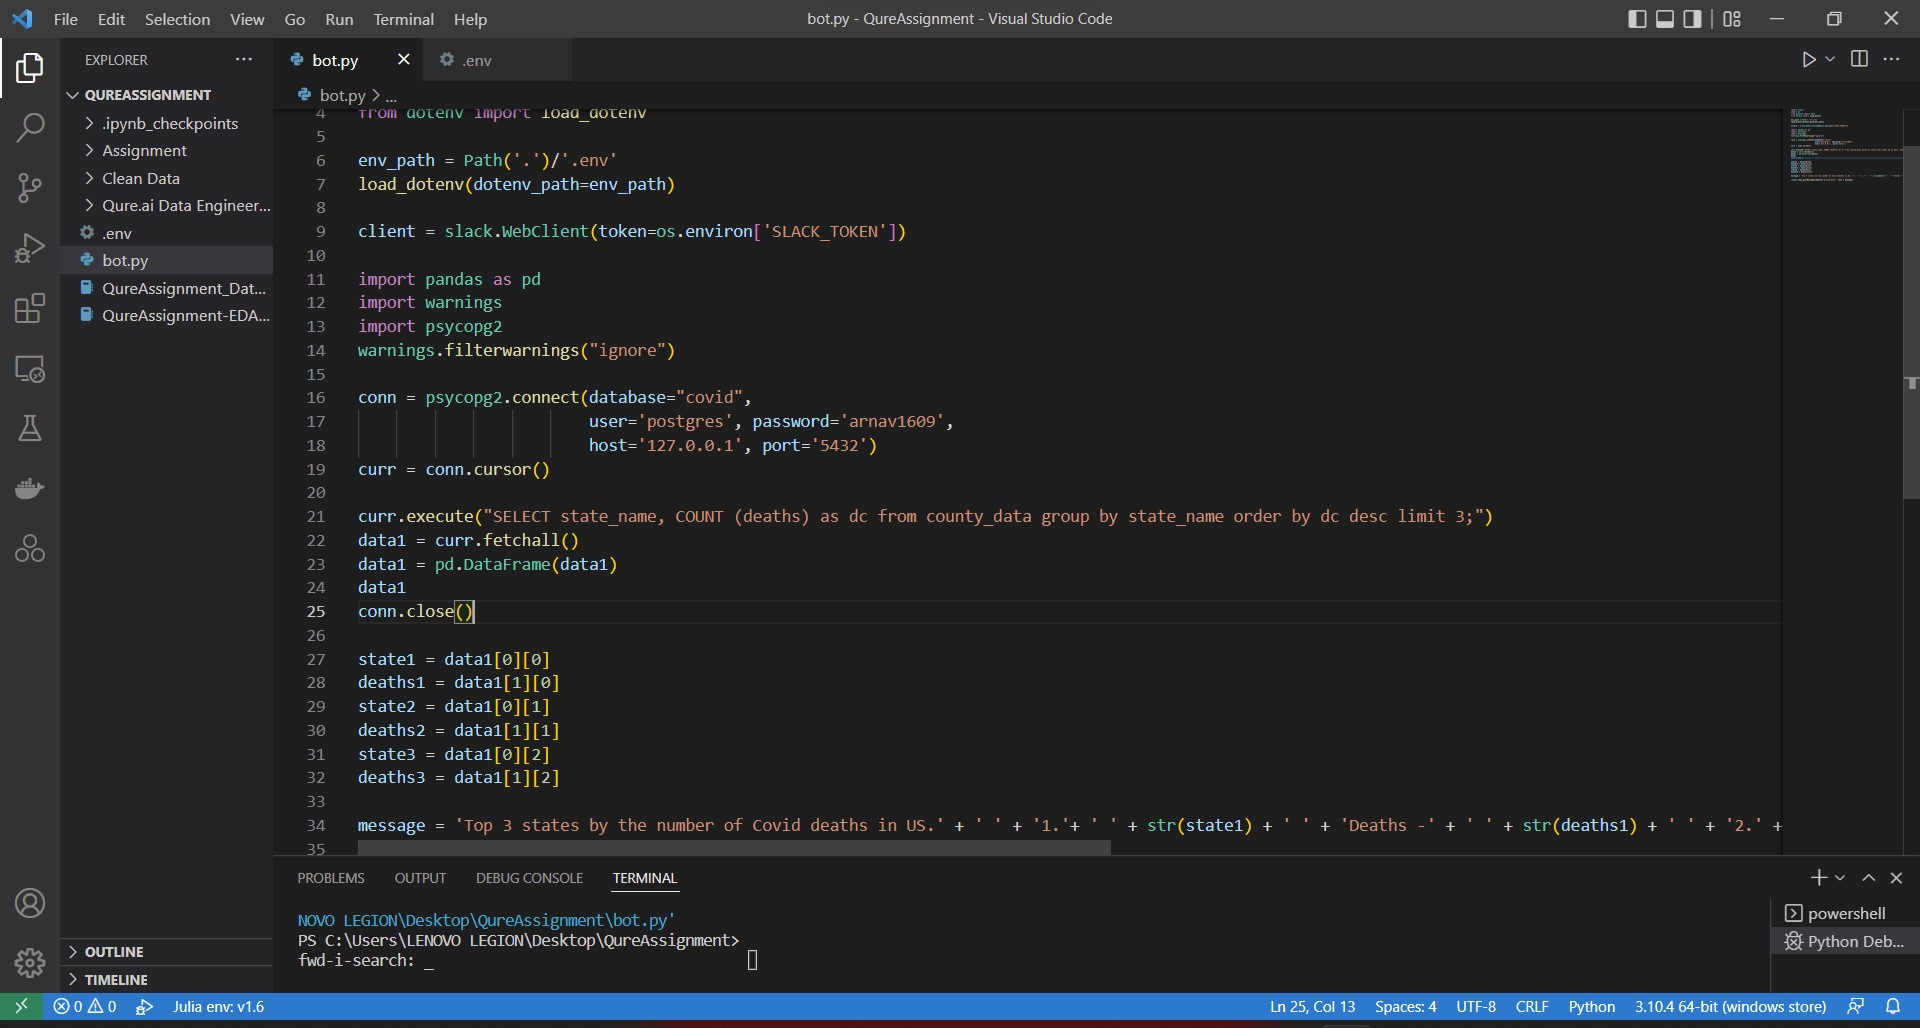 File Edit Selection View Go Run Terminal Help
bot.py - QureAssignment - Visual Studio Code
EXPLORER
QUREASSIGNMENT
.ipynb_checkpoints
Assignment
Clean Data
Qure.ai Data Engineer...
.env
bot.py
QureAssignment_Dat...
QureAssignment-EDA...
OUTLINE
TIMELINE
bot.py
.env
bot.py > ...
4 from dotenv import load_dotenv
5
6 env_path = Path('.')/'.env'
7 load_dotenv(dotenv_path=env_path)
8
9 client = slack.WebClient(token=os.environ['SLACK_TOKEN'])
10
11 import pandas as pd
12 import warnings
13 import psycopg2
14 warnings.filterwarnings("ignore")
15
16 conn = psycopg2.connect(database="covid",
17 user='postgres', password='arnav1609',
18 host='127.0.0.1', port='5432')
19 curr = conn.cursor()
20
21 curr.execute("SELECT state_name, COUNT (deaths) as dc from county_data group by state_name order by dc desc limit 3;")
22 data1 = curr.fetchall()
23 data1 = pd.DataFrame(data1)
24 data1
25 conn.close()
26
27 state1 = data1[0][0]
28 deaths1 = data1[1][0]
29 state2 = data1[0][1]
30 deaths2 = data1[1][1]
31 state3 = data1[0][2]
32 deaths3 = data1[1][2]
33
34 message = 'Top 3 states by the number of Covid deaths in US.' + ' ' + '1.'+ ' ' + str(state1) + ' ' + 'Deaths -' + ' ' + str(deaths1) + ' ' + '2.' +
35
PROBLEMS OUTPUT DEBUG CONSOLE TERMINAL
NOVO LEGION\Desktop\QureAssignment\bot.py'
PS C:\Users\LENOVO LEGION\Desktop\QureAssignment>
fwd-i-search: _
powershell
Python Deb...
0 0 Julia env: v1.6
Ln 25, Col 13 Spaces: 4 UTF-8 CRLF Python 3.10.4 64-bit (windows store)